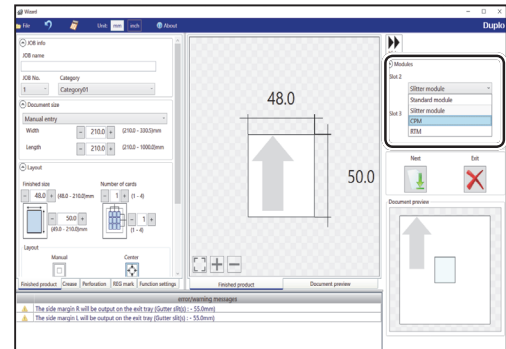 Wizard
File
Unit: mm inch
About
Duplo
JOB info
JOB name
JOB No. Category
1 Category01
Document size
Manual entry
Width - 210.0 + (210.0 - 330.5)mm
Length - 210.0 + (210.0 - 1000.0)mm
Layout
Finished size Number of cards
- 48.0 + (48.0 - 210.0)mm - 1 + (1 - 4)
- 50.0 + - 1 +
(49.0 - 210.0)mm (1 - 4)
Layout
Manual Center
Finished product Crease Perforation REG mark Function settings
48.0
50.0
Finished product Document preview
Modules
Slot 2
Slitter module
Standard module
Slitter module
Slot 3 CPM
RTM
Next Exit
Document preview
error/warning messages
The side margin R will be output on the exit tray (Gutter slit(s) : - 55.0mm)
The side margin L will be output on the exit tray (Gutter slit(s) : - 55.0mm)